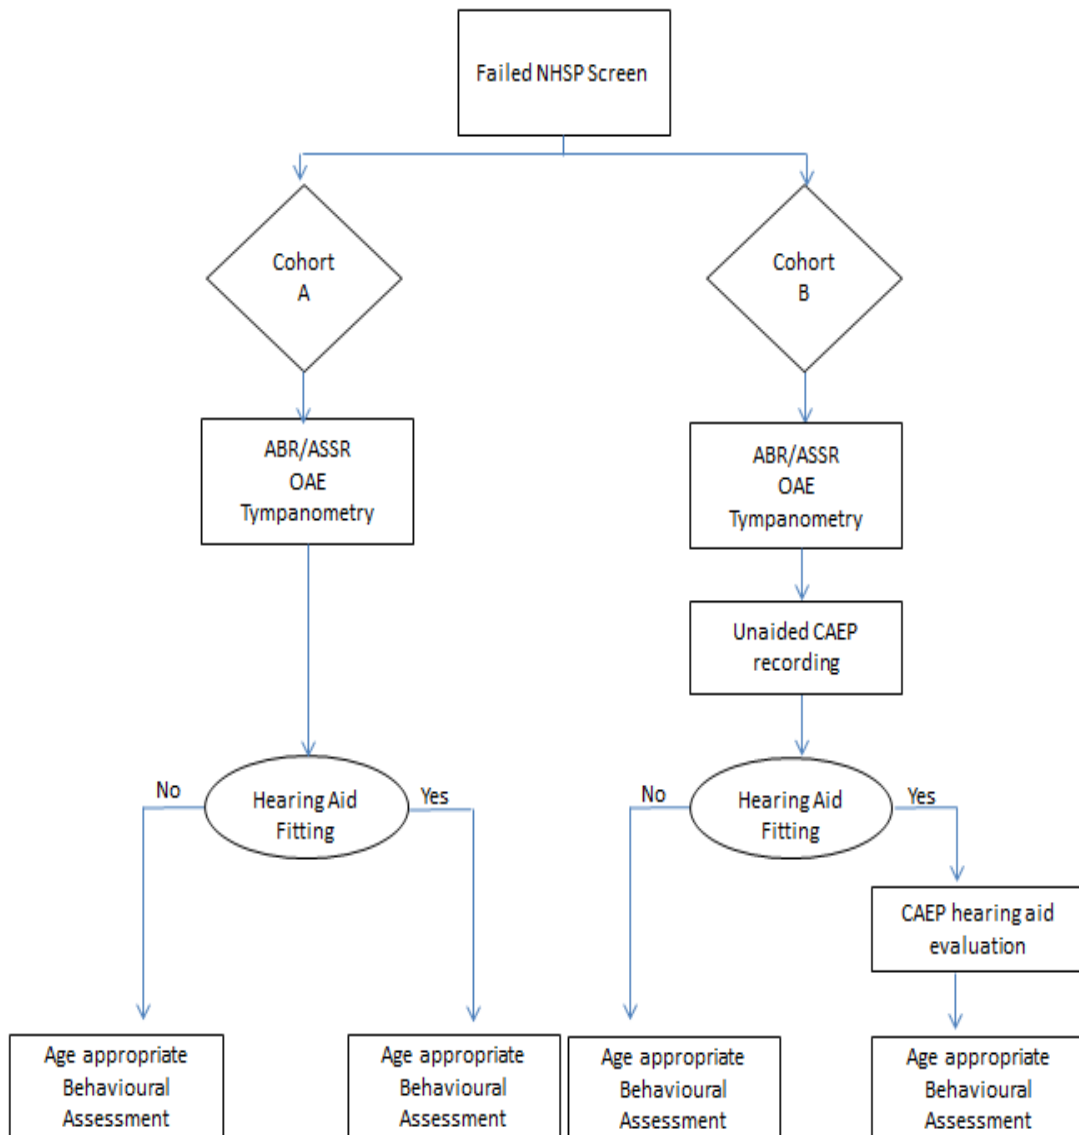 Failed NHSP Screen
Cohort
A
Cohort
B
ABR/ASSR
OAE
Tympanometry
ABR/ASSR
OAE
Tympanometry
Unaided CAEP
recording
No
Hearing Aid
Fitting
Yes
No
Hearing Aid
Fitting
Yes
CAEP hearing aid
evaluation
Age appropriate
Behavioural
Assessment
Age appropriate
Behavioural
Assessment
Age appropriate
Behavioural
Assessment
Age appropriate
Behavioural
Assessment